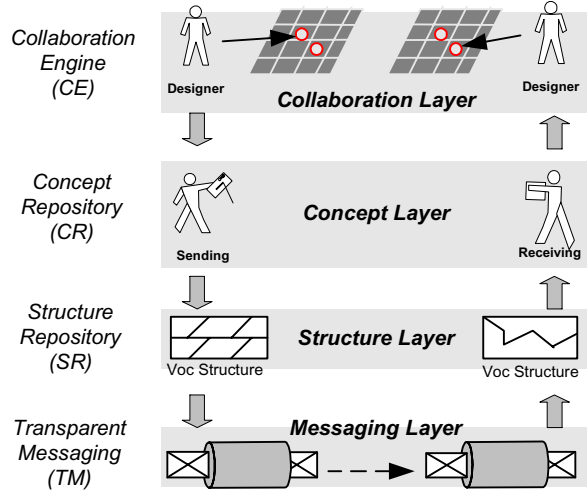 Collaboration
Engine
(CE)
Designer
Designer
Collaboration Layer
Concept
Repository
(CR)
Concept Layer
Sending
Receiving
Structure
Repository
(SR)
Structure Layer
Voc Structure
Voc Structure
Transparent
Messaging
(TM)
Messaging Layer